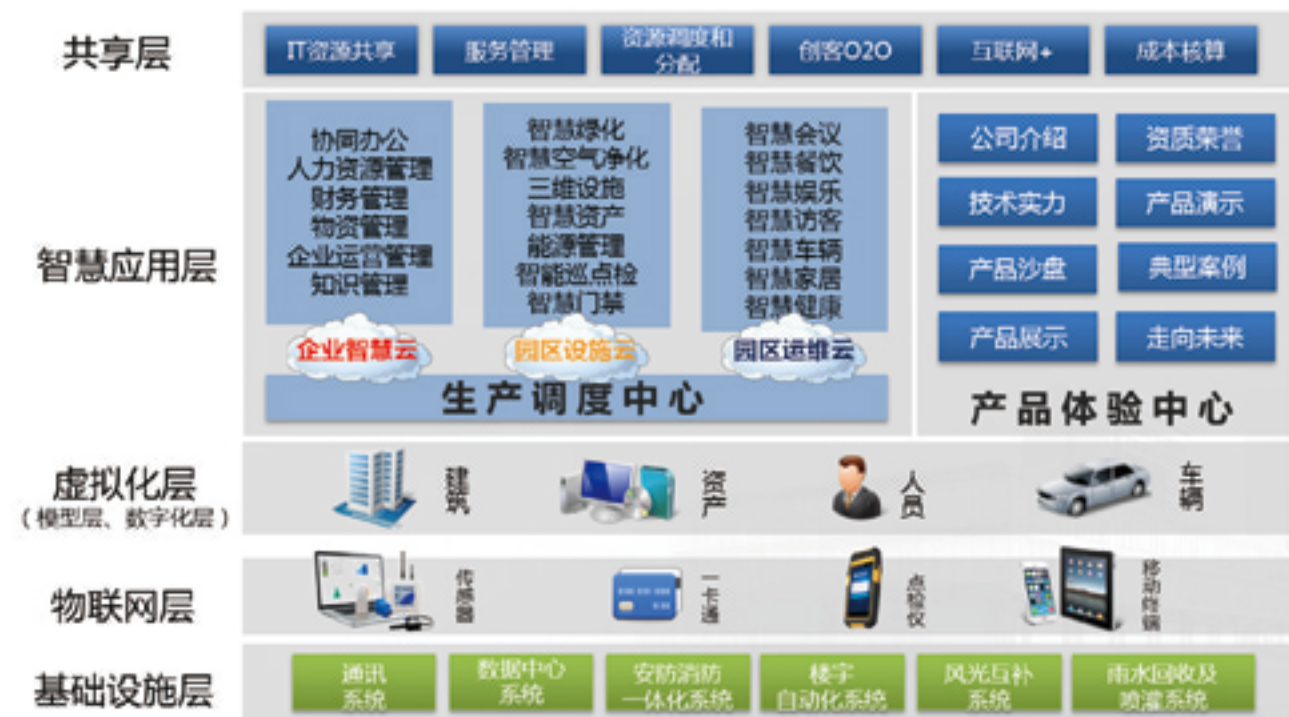 共享层
IT资源共享
服务管理
资源调度和
分配
创客O2O
互联网+
成本核算
智慧应用层
协同办公
人力资源管理
财务管理
物资管理
企业运营管理
知识管理
企业智慧云
智慧绿化
智慧空气净化
三维设施
智慧资产
能源管理
智能巡点检
智慧门禁
园区设施云
智慧会议
智慧餐饮
智慧娱乐
智慧访客
智慧车辆
智慧家居
智慧健康
园区运维云
生产调度中心
公司介绍
资质荣誉
技术实力
产品演示
产品沙盘
典型案例
产品展示
走向未来
产品体验中心
虚拟化层
（模型层、数字化层）
建筑
资产
人员
车辆
物联网层
传感器
一卡通
点检仪
移动终端
基础设施层
通讯
系统
数据中心
系统
安防消防
一体化系统
楼宇
自动化系统
风光互补
系统
雨水回收及
喷灌系统